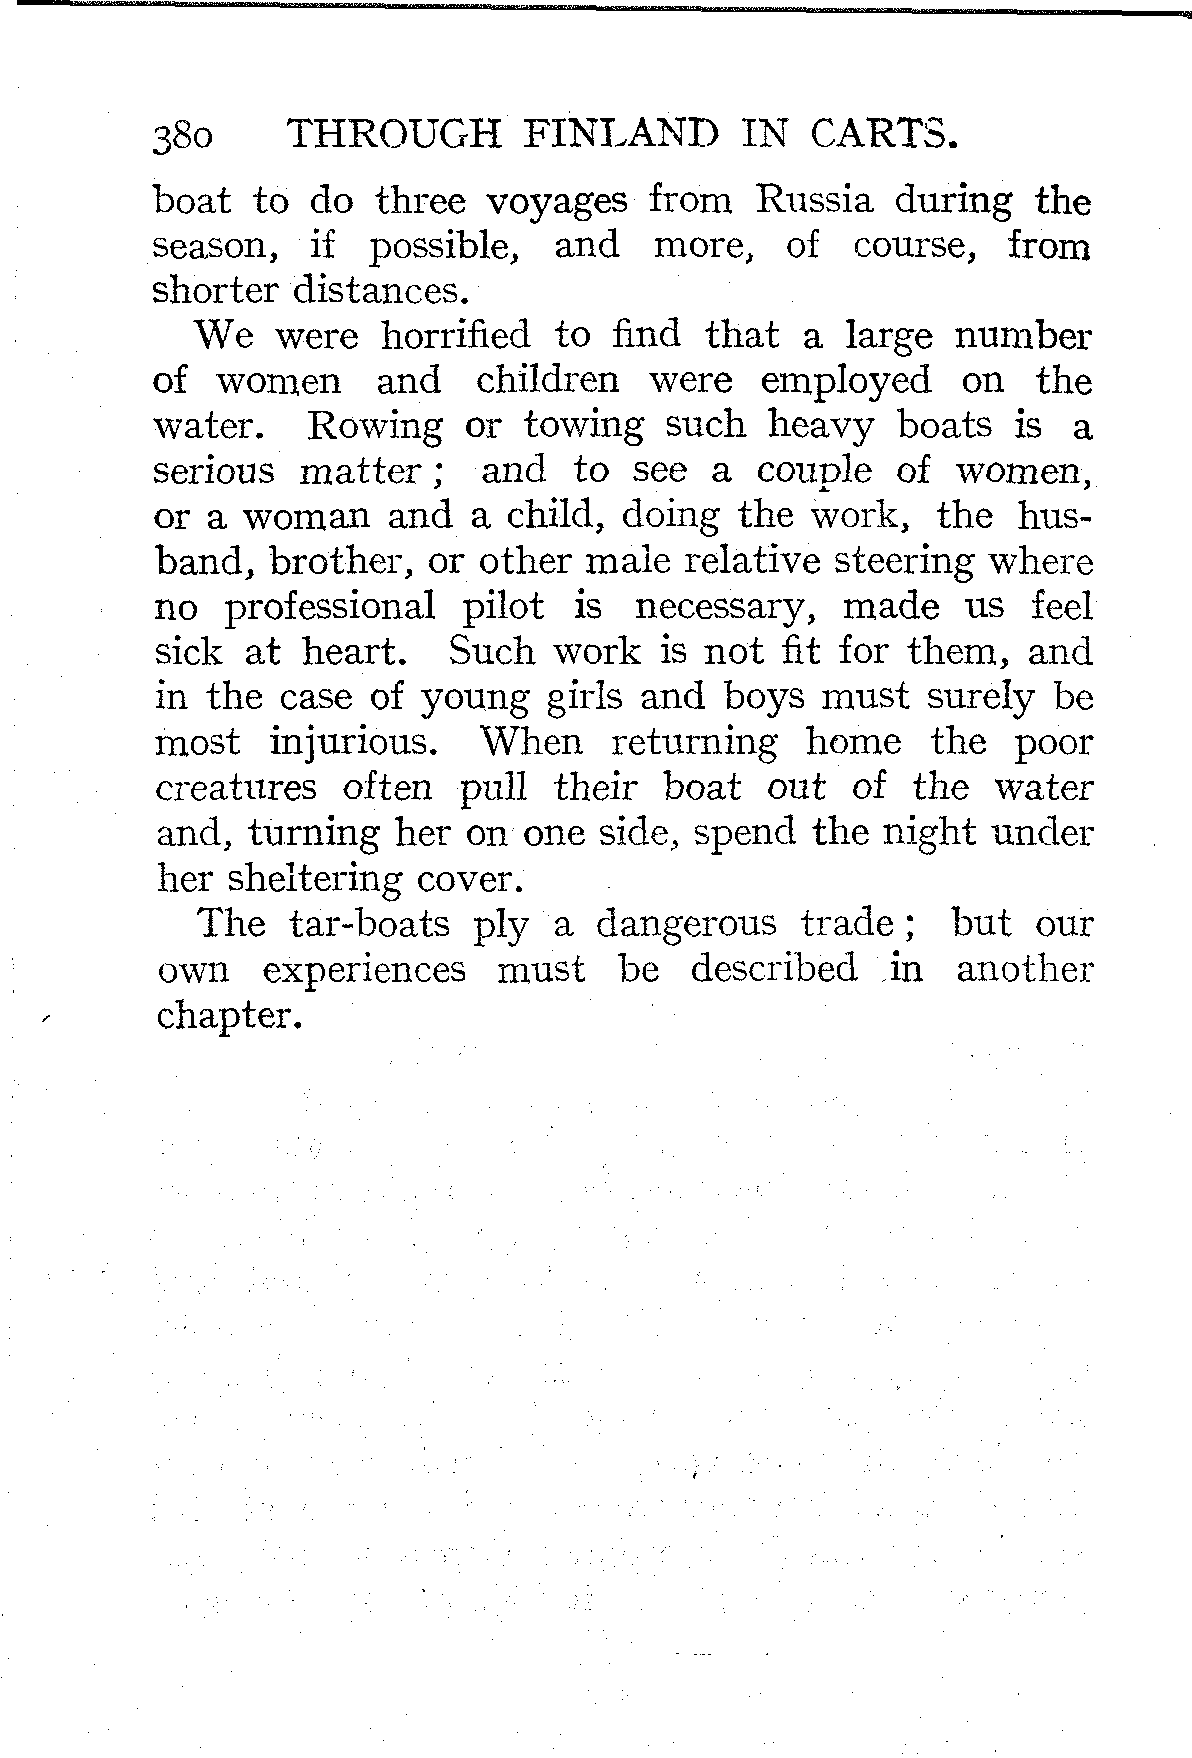 380 THROUGH FINLAND IN CARTS.
boat to do three voyages from Russia during the
season, if possible, and more, of course, from
shorter distances.
We were horrified to find that a large number
of women and children were employed on the
water. Rowing or towing such heavy boats is a
serious matter ; and to see a couple of women,
or a woman and a child, doing the work, the hus-
band, brother, or other male relative steering where
no professional pilot is necessary, made us feel
sick at heart. Such work is not fit for them, and
in the case of young girls and boys must surely be
most injurious. When returning home the poor
creatures often pull their boat out of the water
and, turning her on one side, spend the night under
her sheltering cover.
The tar-boats ply a dangerous trade ; but our
own experiences must be described in another
chapter.